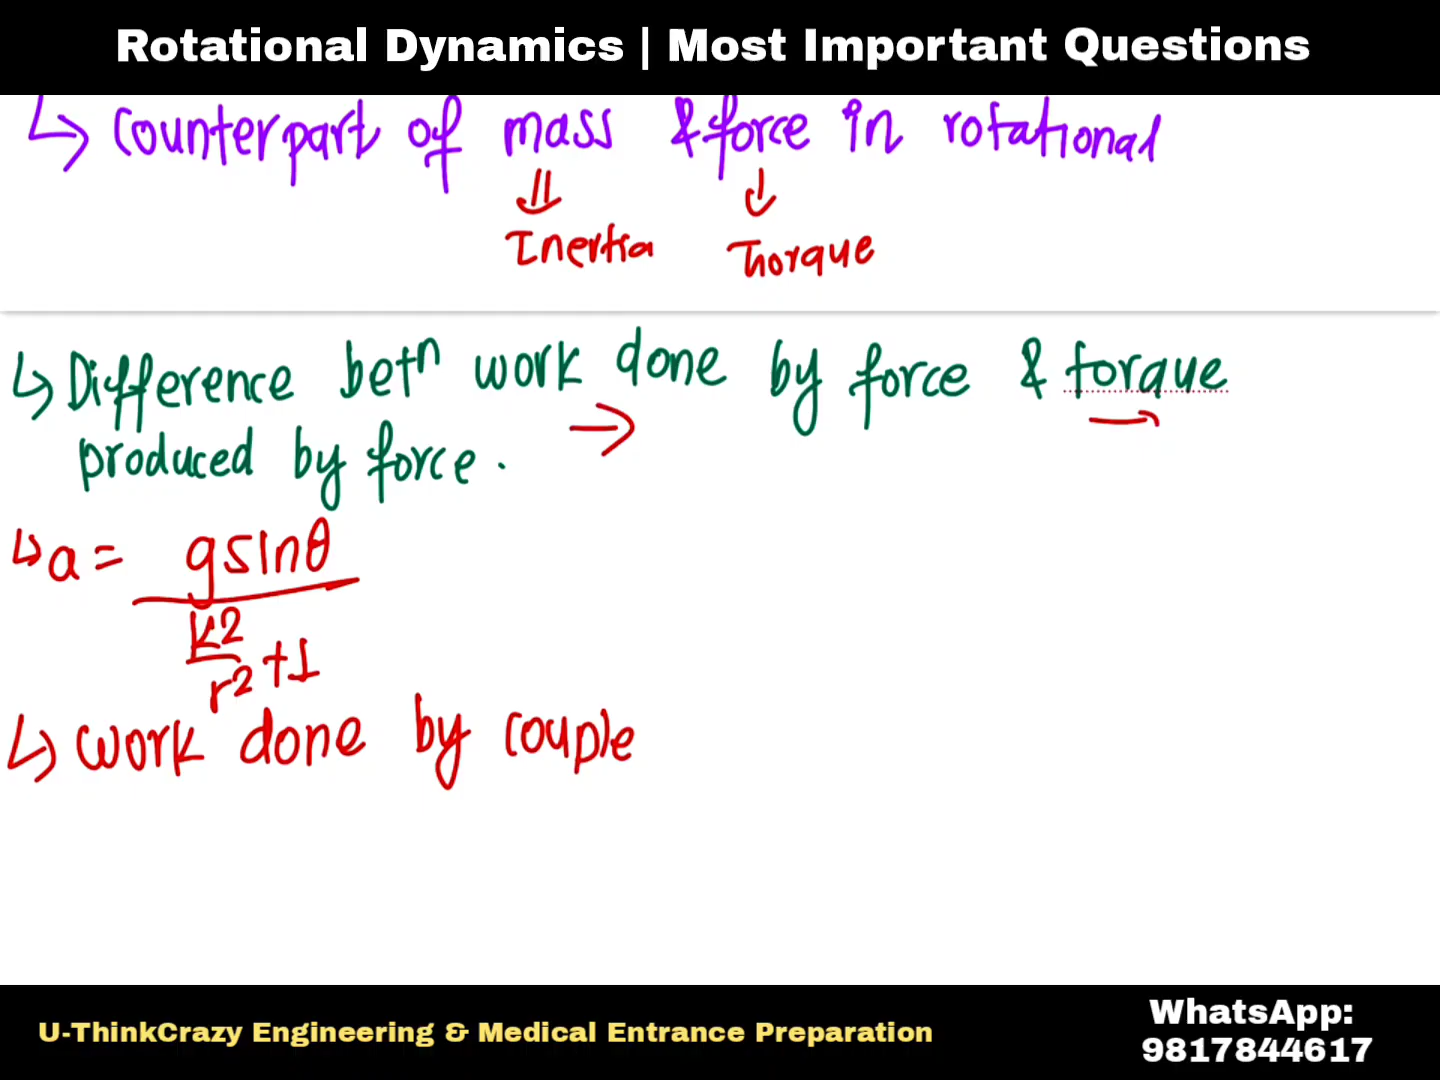 Rotational Dynamics | Most Important Questions
↳ Counterpart of mass & force in rotational
⇓ ↓
Inertia Torque
↳ Difference betn work done by force & torque
→
produced by force.
↳ a = gsinθ
k2
r2 +1
↳ work done by couple
U-ThinkCrazy Engineering & Medical Entrance Preparation
WhatsApp:
9817844617